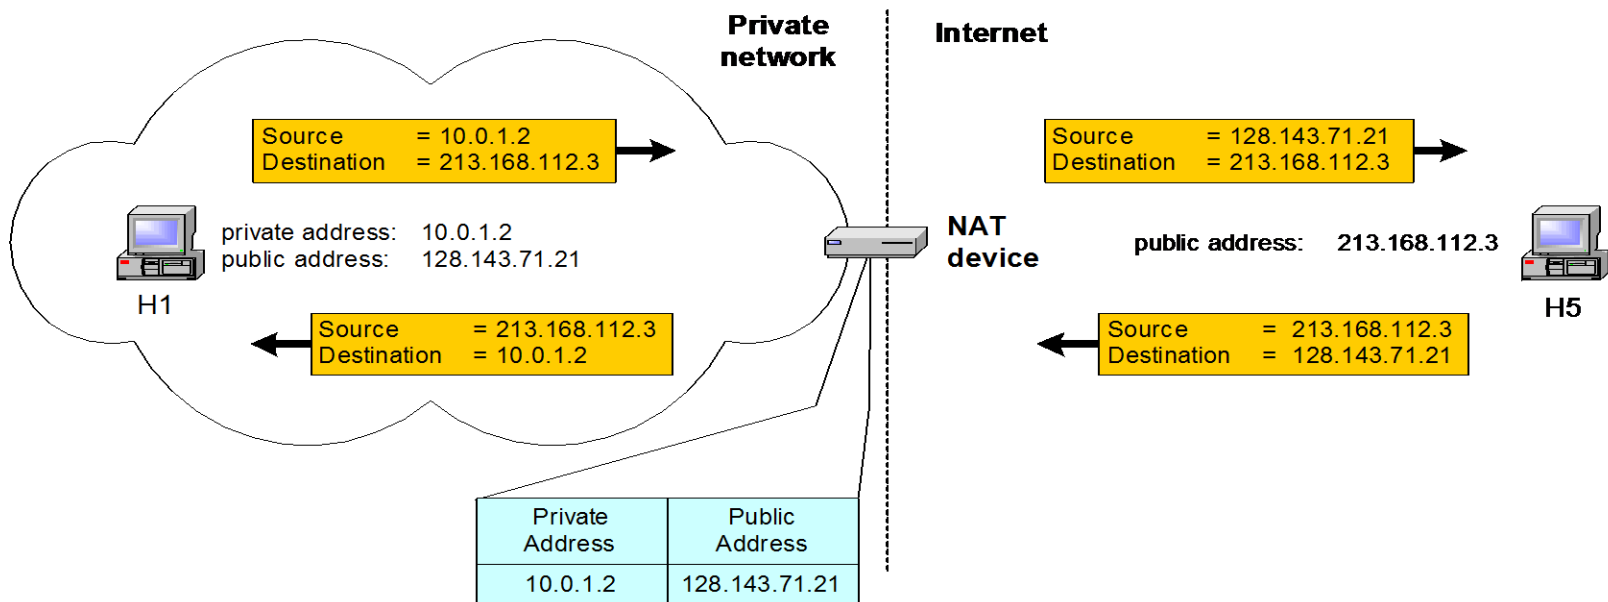 Private
network
Internet
Source = 10.0.1.2
Destination = 213.168.112.3
Source = 128.143.71.21
Destination = 213.168.112.3
private address: 10.0.1.2
public address: 128.143.71.21
H1
NAT
device
public address: 213.168.112.3
H5
Source = 213.168.112.3
Destination = 10.0.1.2
Source = 213.168.112.3
Destination = 128.143.71.21
Private
Address
Public
Address
10.0.1.2
128.143.71.21